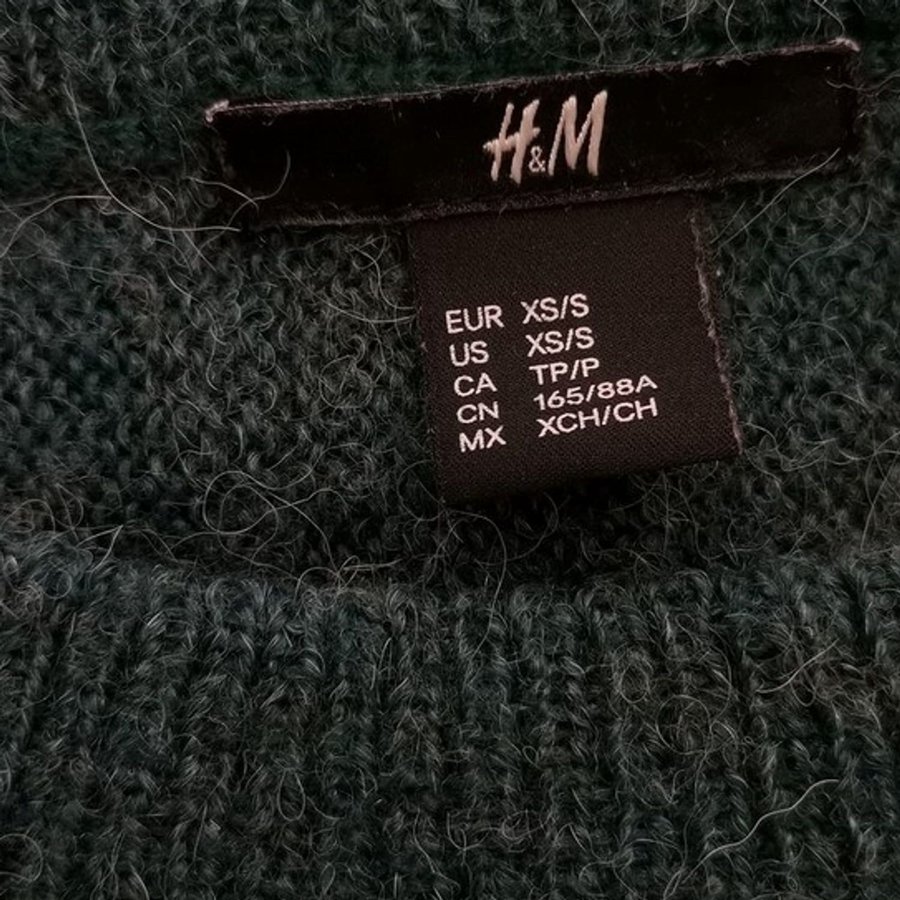 H&M
EUR XS/S
US XS/S
CA TP/P
CN 165/88A
MX XCH/CH